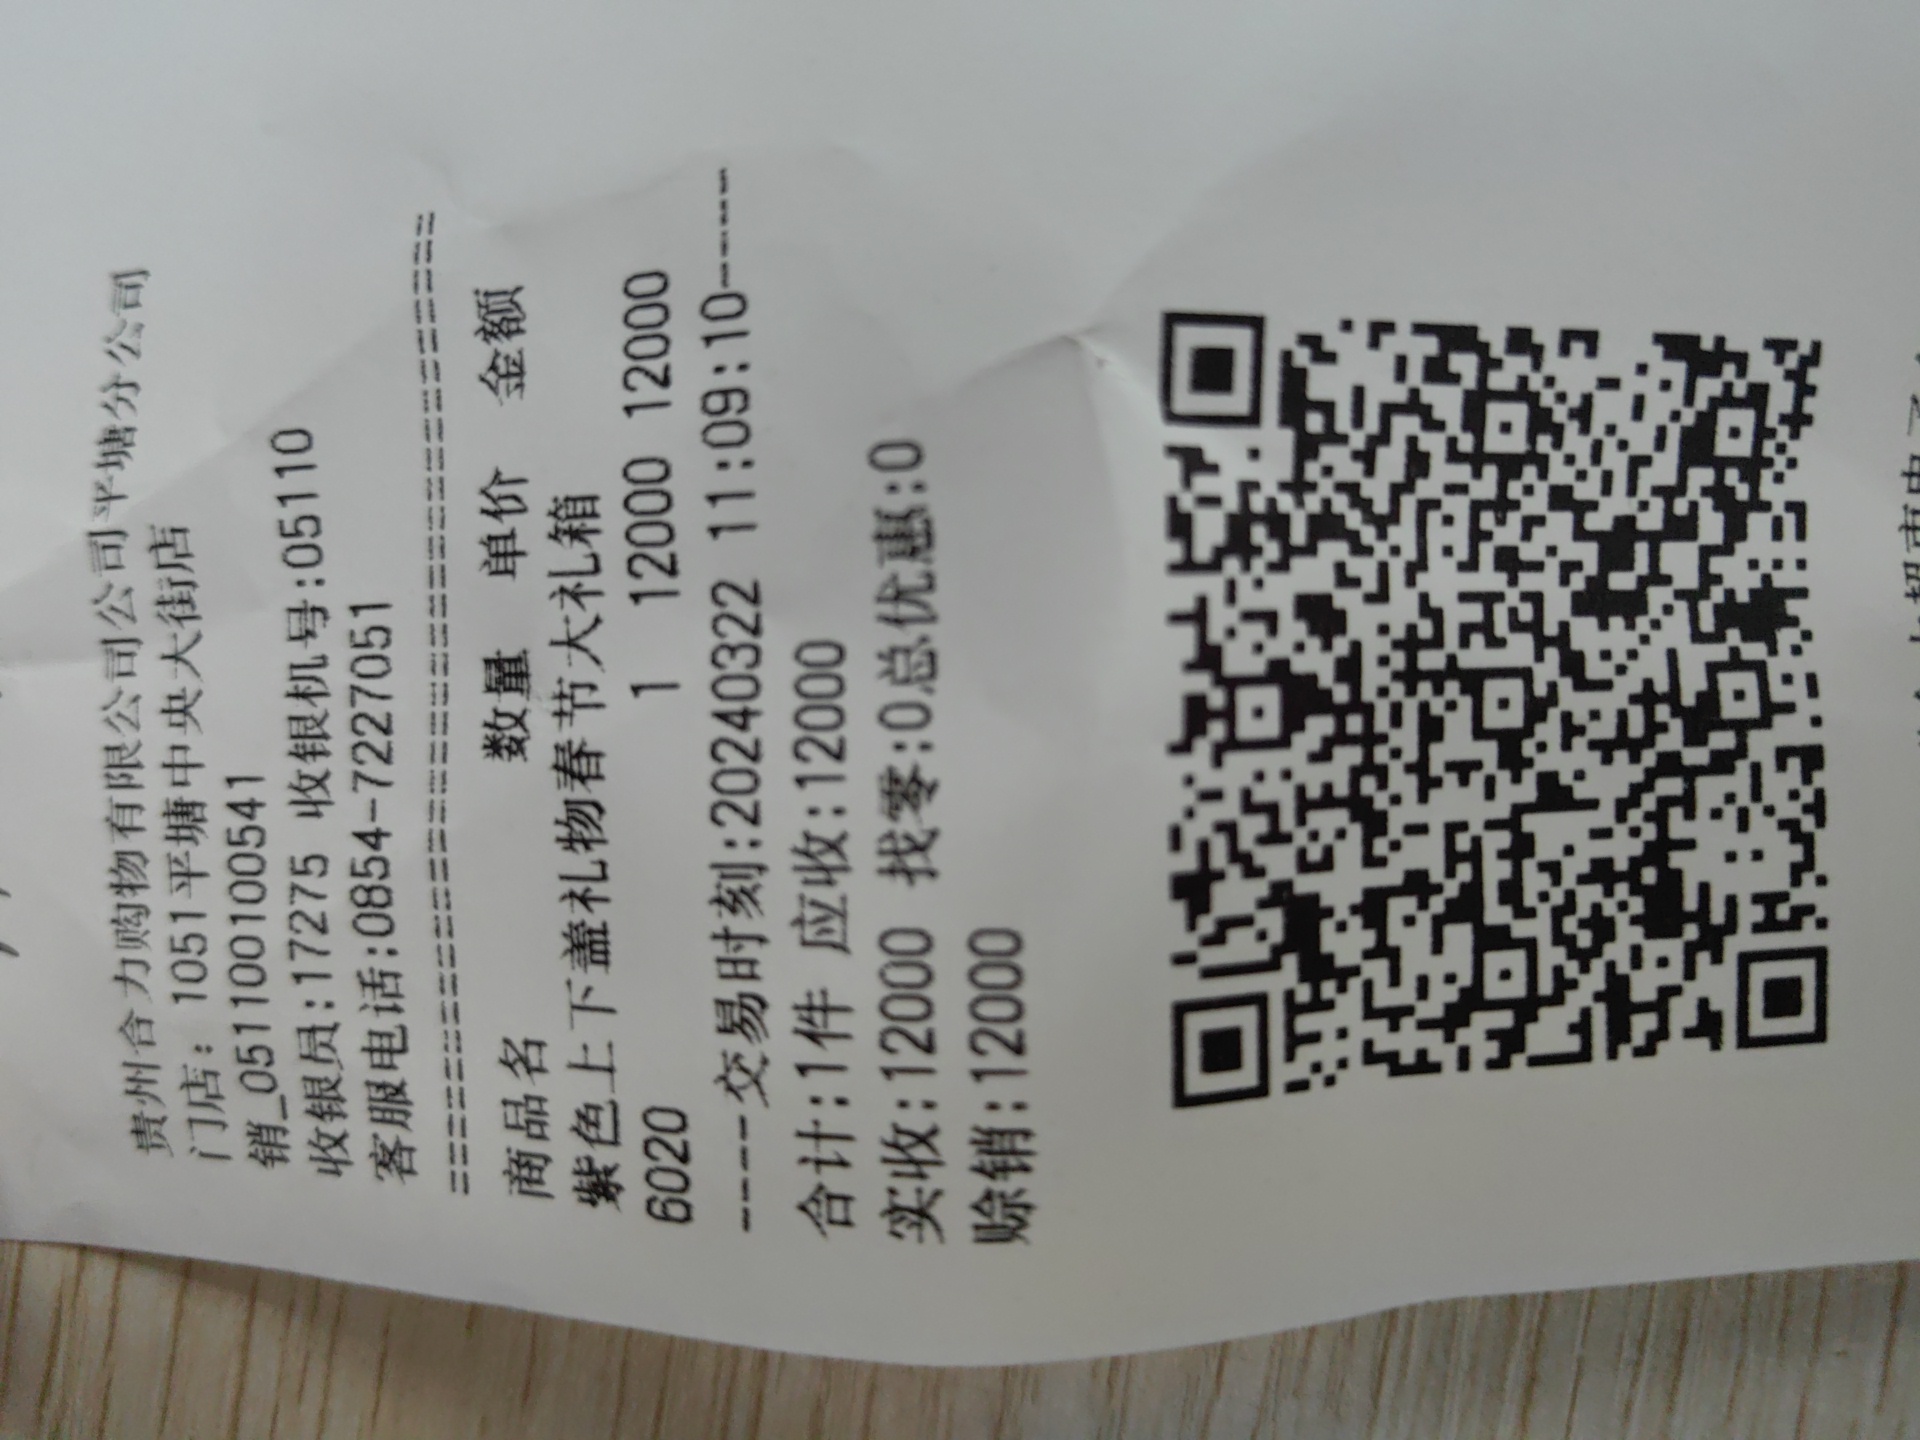 贵州合力购物有限公司公司平塘分公司
门店: 1051平塘中央大街店
销_0511001000541
收银员:17275 收银机号:05110
客服电话:0854-7227051
========================================
商品名 数量 单价 金额
紫色上下盖礼物春节大礼箱
6020 1 12000 12000
----交易时刻:20240322 11:09:10-----
合计:1件 应收:12000
实收:12000 找零:0总优惠:0
赊销:12000